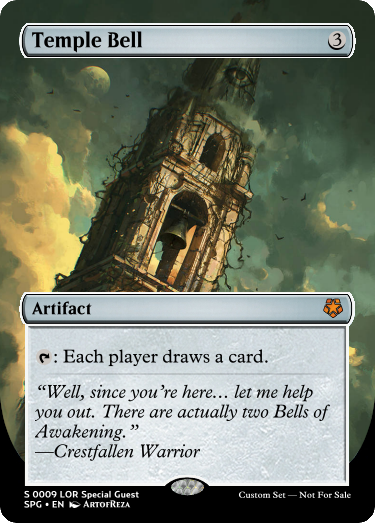 Temple Bell 3
Artifact
: Each player draws a card.
“Well, since you’re here… let me help
you out. There are actually two Bells of
Awakening.”
—Crestfallen Warrior
S 0009 LOR Special Guest
SPG • EN ArtofReza
Custom Set — Not For Sale